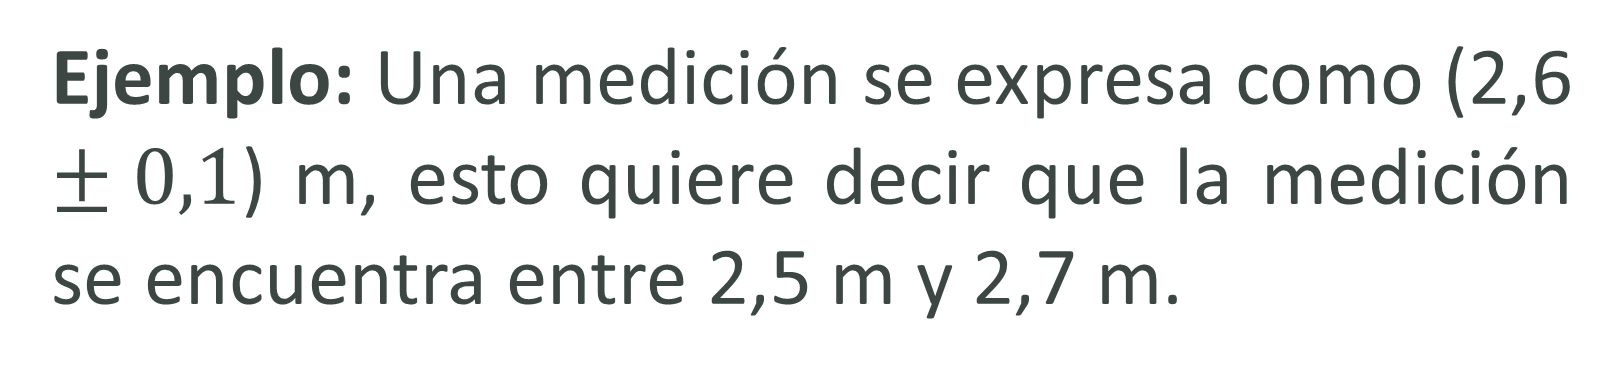 Ejemplo: Una medición se expresa como (2,6
± 0,1) m, esto quiere decir que la medición
se encuentra entre 2,5 m y 2,7 m.